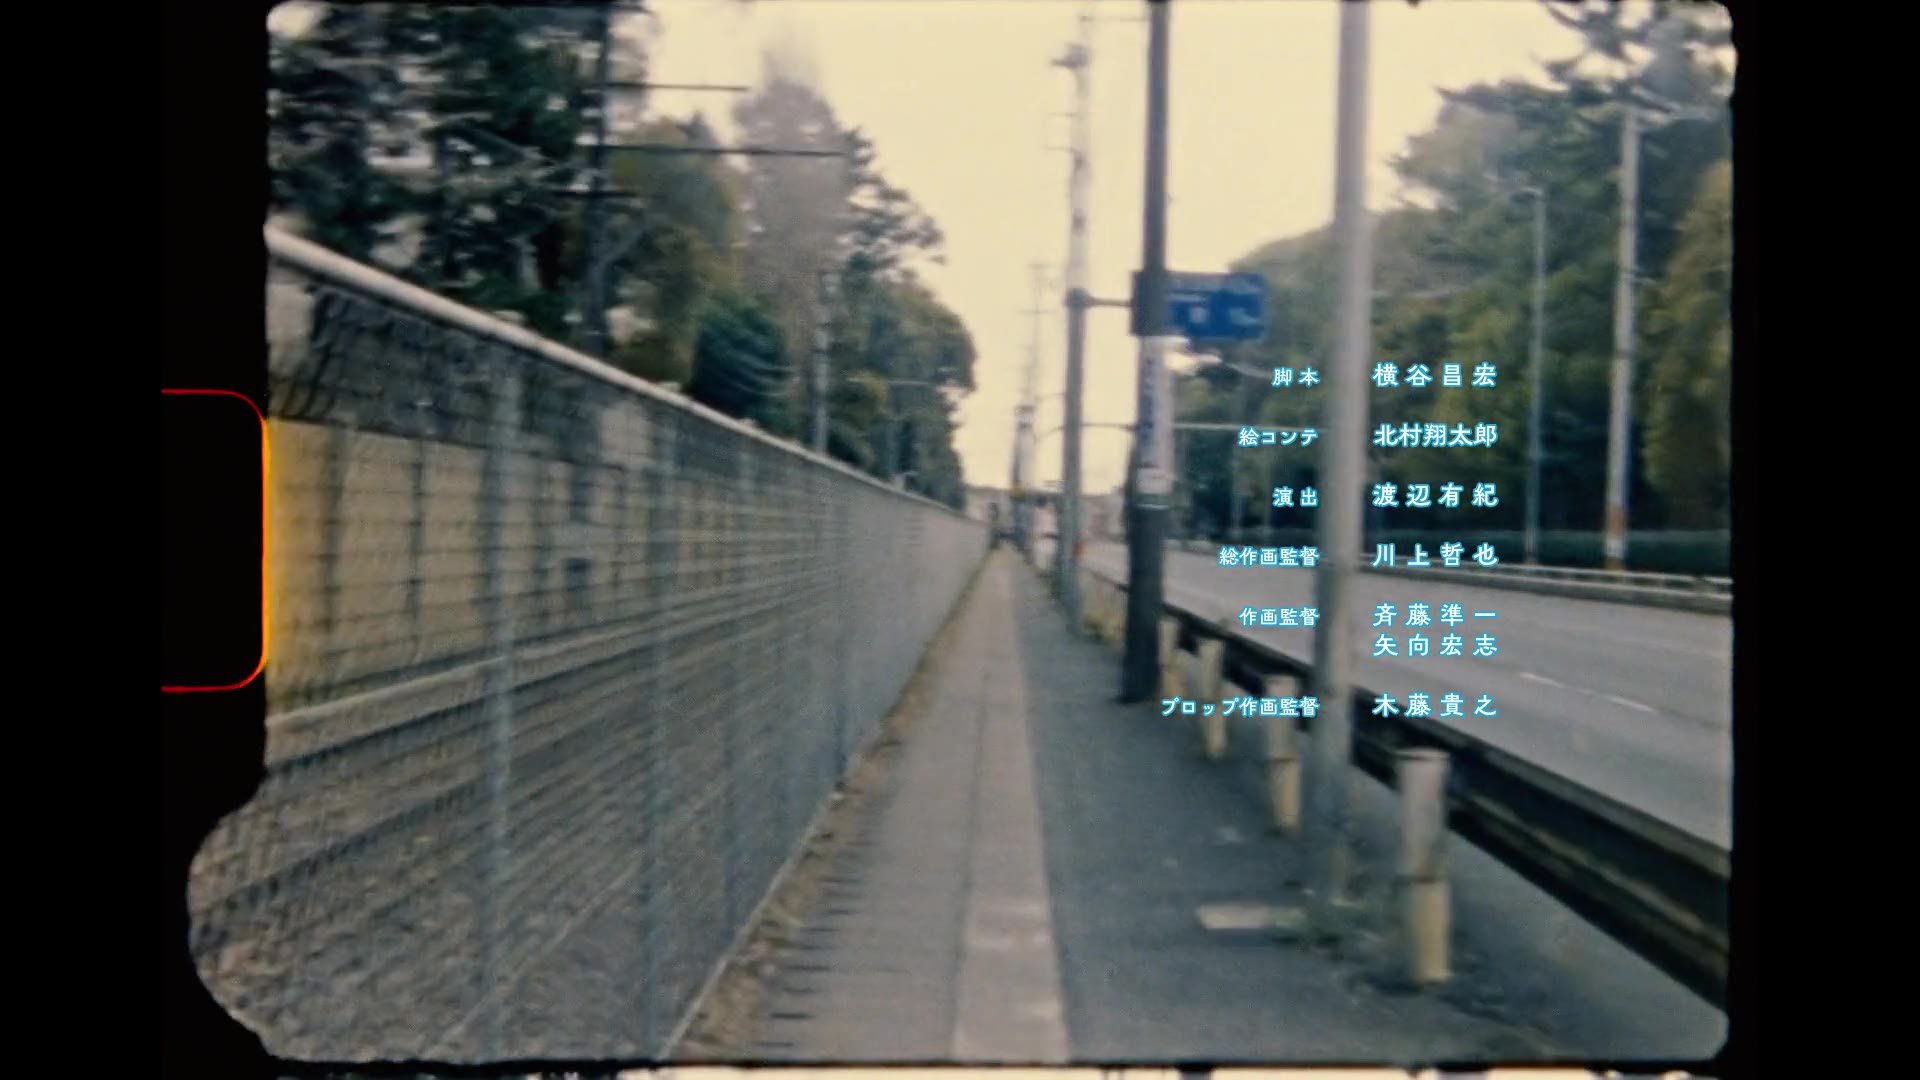 脚本 横谷昌宏
絵コンテ 北村翔太郎
演出 渡辺有紀
総作画監督 川上哲也
作画監督 斉藤準一
矢向宏志
プロップ作画監督 木藤貴之